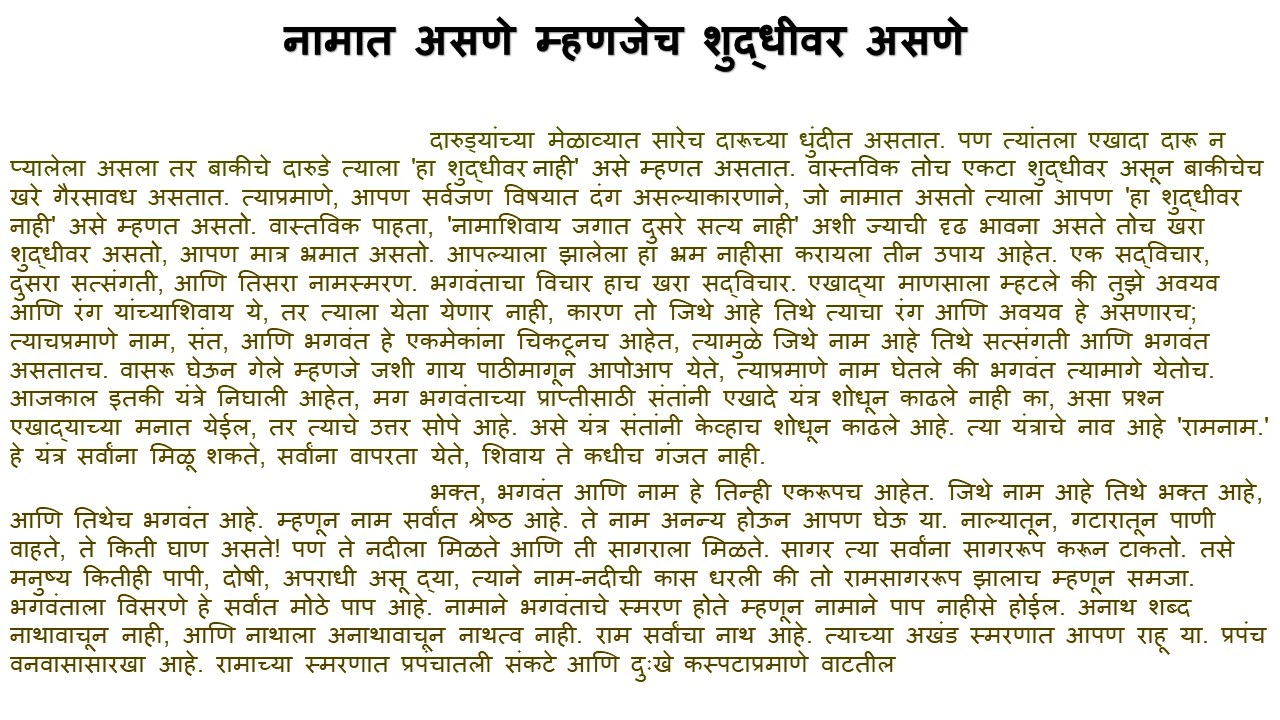 नामात असणे म्हणजेच शुद्धीवर असणे
दारुड्यांच्या मेळाव्यात सारेच दारूच्या धुंदीत असतात. पण त्यांतला एखादा दारू न
प्यालेला असला तर बाकीचे दारुडे त्याला 'हा शुद्धीवर नाही' असे म्हणत असतात. वास्तविक तोच एकटा शुद्धीवर असून बाकीचेच
खरे गैरसावध असतात. त्याप्रमाणे, आपण सर्वजण विषयात दंग असल्याकारणाने, जो नामात असतो त्याला आपण 'हा शुद्धीवर
नाही' असे म्हणत असतो. वास्तविक पाहता, 'नामाशिवाय जगात दुसरे सत्य नाही' अशी ज्याची दृढ भावना असते तोच खरा
शुद्धीवर असतो, आपण मात्र भ्रमात असतो. आपल्याला झालेला हा भ्रम नाहीसा करायला तीन उपाय आहेत. एक सद्विचार,
दुसरा सत्संगती, आणि तिसरा नामस्मरण. भगवंताचा विचार हाच खरा सद्विचार. एखाद्या माणसाला म्हटले की तुझे अवयव
आणि रंग यांच्याशिवाय ये, तर त्याला येता येणार नाही, कारण तो जिथे आहे तिथे त्याचा रंग आणि अवयव हे असणारच;
त्याचप्रमाणे नाम, संत, आणि भगवंत हे एकमेकांना चिकटूनच आहेत, त्यामुळे जिथे नाम आहे तिथे सत्संगती आणि भगवंत
असतातच. वासरू घेऊन गेले म्हणजे जशी गाय पाठीमागून आपोआप येते, त्याप्रमाणे नाम घेतले की भगवंत त्यामागे येतोच.
आजकाल इतकी यंत्रे निघाली आहेत, मग भगवंताच्या प्राप्तीसाठी संतांनी एखादे यंत्र शोधून काढले नाही का, असा प्रश्न
एखाद्याच्या मनात येईल, तर त्याचे उत्तर सोपे आहे. असे यंत्र संतांनी केव्हाच शोधून काढले आहे. त्या यंत्राचे नाव आहे 'रामनाम.'
हे यंत्र सर्वांना मिळू शकते, सर्वांना वापरता येते, शिवाय ते कधीच गंजत नाही.
भक्त, भगवंत आणि नाम हे तिन्ही एकरूपच आहेत. जिथे नाम आहे तिथे भक्त आहे,
आणि तिथेच भगवंत आहे. म्हणून नाम सर्वांत श्रेष्ठ आहे. ते नाम अनन्य होऊन आपण घेऊ या. नाल्यातून, गटारातून पाणी
वाहते, ते किती घाण असते! पण ते नदीला मिळते आणि ती सागराला मिळते. सागर त्या सर्वांना सागररूप करून टाकतो. तसे
मनुष्य कितीही पापी, दोषी, अपराधी असू द्या, त्याने नाम-नदीची कास धरली की तो रामसागररूप झालाच म्हणून समजा.
भगवंताला विसरणे हे सर्वांत मोठे पाप आहे. नामाने भगवंताचे स्मरण होते म्हणून नामाने पाप नाहीसे होईल. अनाथ शब्द
नाथावाचून नाही, आणि नाथाला अनाथावाचून नाथत्व नाही. राम सर्वांचा नाथ आहे. त्याच्या अखंड स्मरणात आपण राहू या. प्रपंच
वनवासासारखा आहे. रामाच्या स्मरणात प्रपचातली संकटे आणि दुःखे कस्पटाप्रमाणे वाटतील